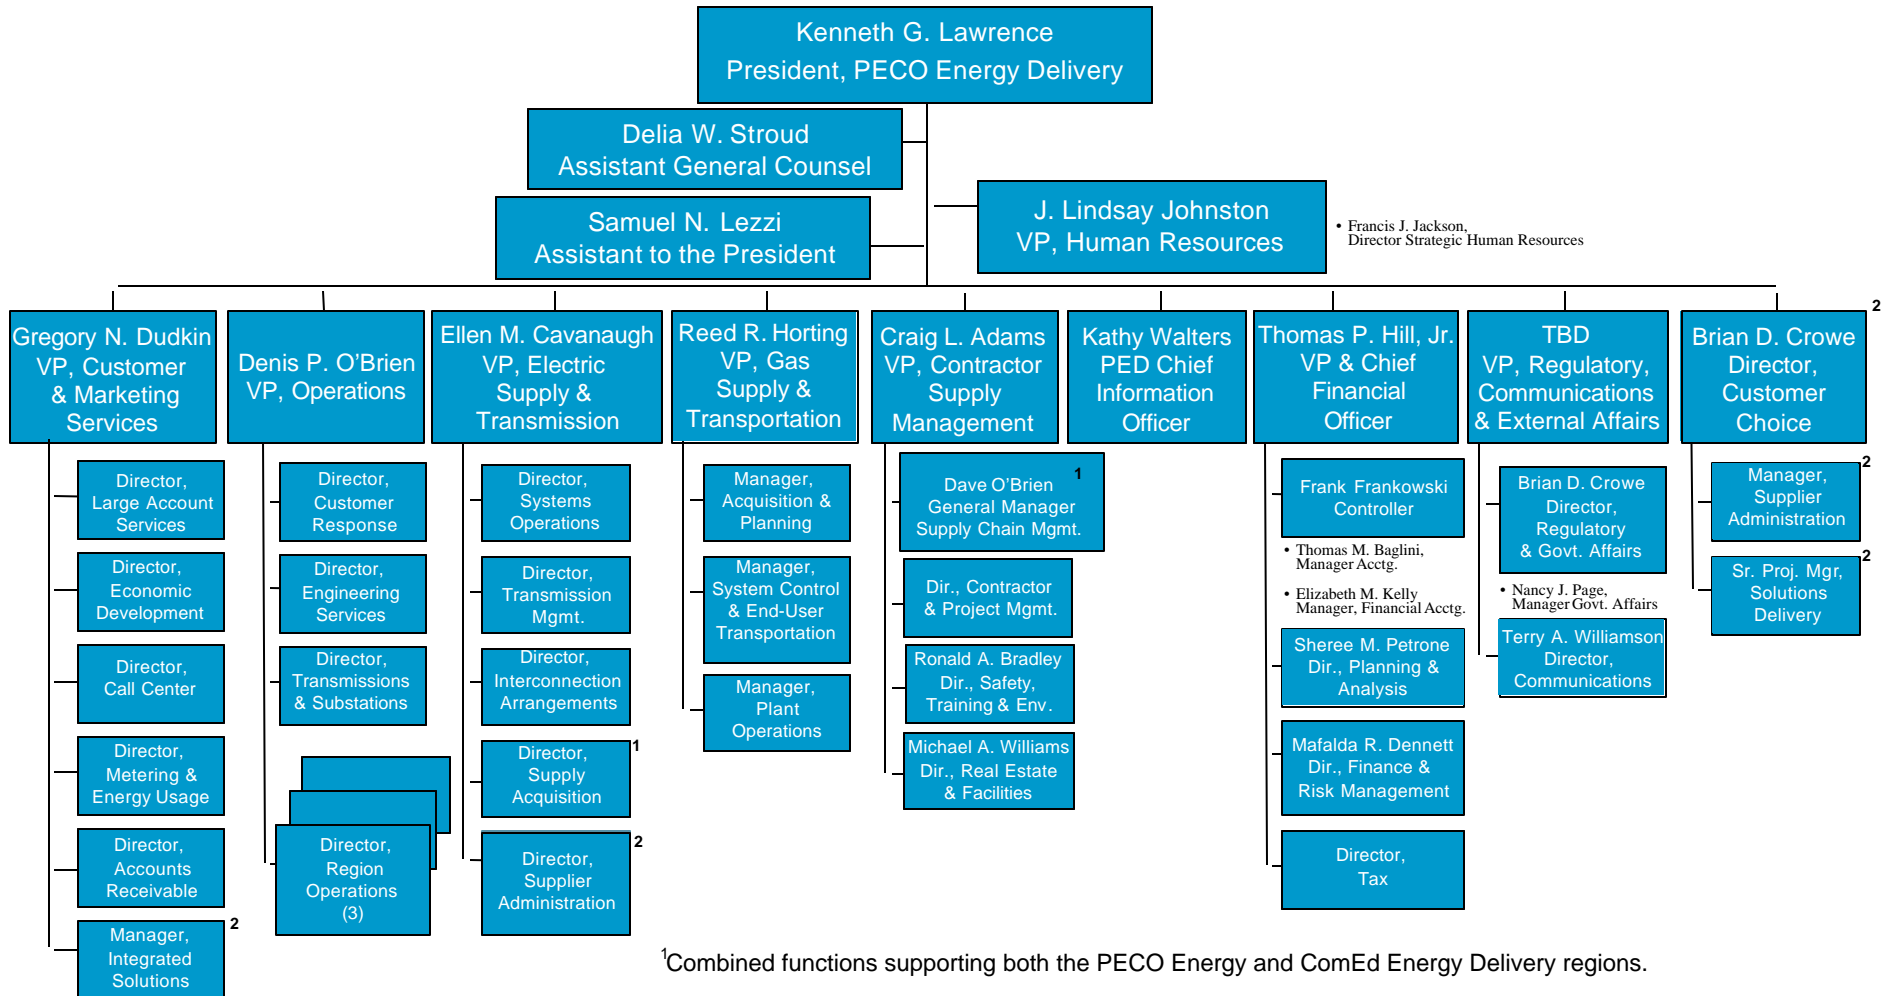 Kenneth G. Lawrence
President, PECO Energy Delivery
Delia W. Stroud
Assistant General Counsel
Samuel N. Lezzi
Assistant to the President
J. Lindsay Johnston
VP, Human Resources
• Francis J. Jackson,
Director Strategic Human Resources
Gregory N. Dudkin
VP, Customer
& Marketing
Services
Director,
Large Account
Services
Director,
Economic
Development
Director,
Call Center
Director,
Metering &
Energy Usage
Director,
Accounts
Receivable
Manager,
Integrated
Solutions
2
Denis P. O'Brien
VP, Operations
Director,
Customer
Response
Director,
Engineering
Services
Director,
Transmissions
& Substations
Director,
Region
Operations
(3)
Ellen M. Cavanaugh
VP, Electric
Supply &
Transmission
Director,
Systems
Operations
Director,
Transmission
Mgmt.
Director,
Interconnection
Arrangements
Director,
Supply
Acquisition
1
Director,
Supplier
Administration
2
Reed R. Horting
VP, Gas
Supply &
Transportation
Manager,
Acquisition &
Planning
Manager,
System Control
& End-User
Transportation
Manager,
Plant
Operations
Craig L. Adams
VP, Contractor
Supply
Management
Dave O'Brien
General Manager
Supply Chain Mgmt.
1
Dir., Contractor
& Project Mgmt.
Ronald A. Bradley
Dir., Safety,
Training & Env.
Michael A. Williams
Dir., Real Estate
& Facilities
Kathy Walters
PED Chief
Information
Officer
Thomas P. Hill, Jr.
VP & Chief
Financial
Officer
Frank Frankowski
Controller
• Thomas M. Baglini,
Manager Acctg.
• Elizabeth M. Kelly
Manager, Financial Acctg.
Sheree M. Petrone
Dir., Planning &
Analysis
Mafalda R. Dennett
Dir., Finance &
Risk Management
Director,
Tax
TBD
VP, Regulatory,
Communications
& External Affairs
Brian D. Crowe
Director,
Regulatory
& Govt. Affairs
• Nancy J. Page,
Manager Govt. Affairs
Terry A. Williamson
Director,
Communications
Brian D. Crowe
Director,
Customer
Choice
2
Manager,
Supplier
Administration
2
Sr. Proj. Mgr,
Solutions
Delivery
2
1Combined functions supporting both the PECO Energy and ComEd Energy Delivery regions.